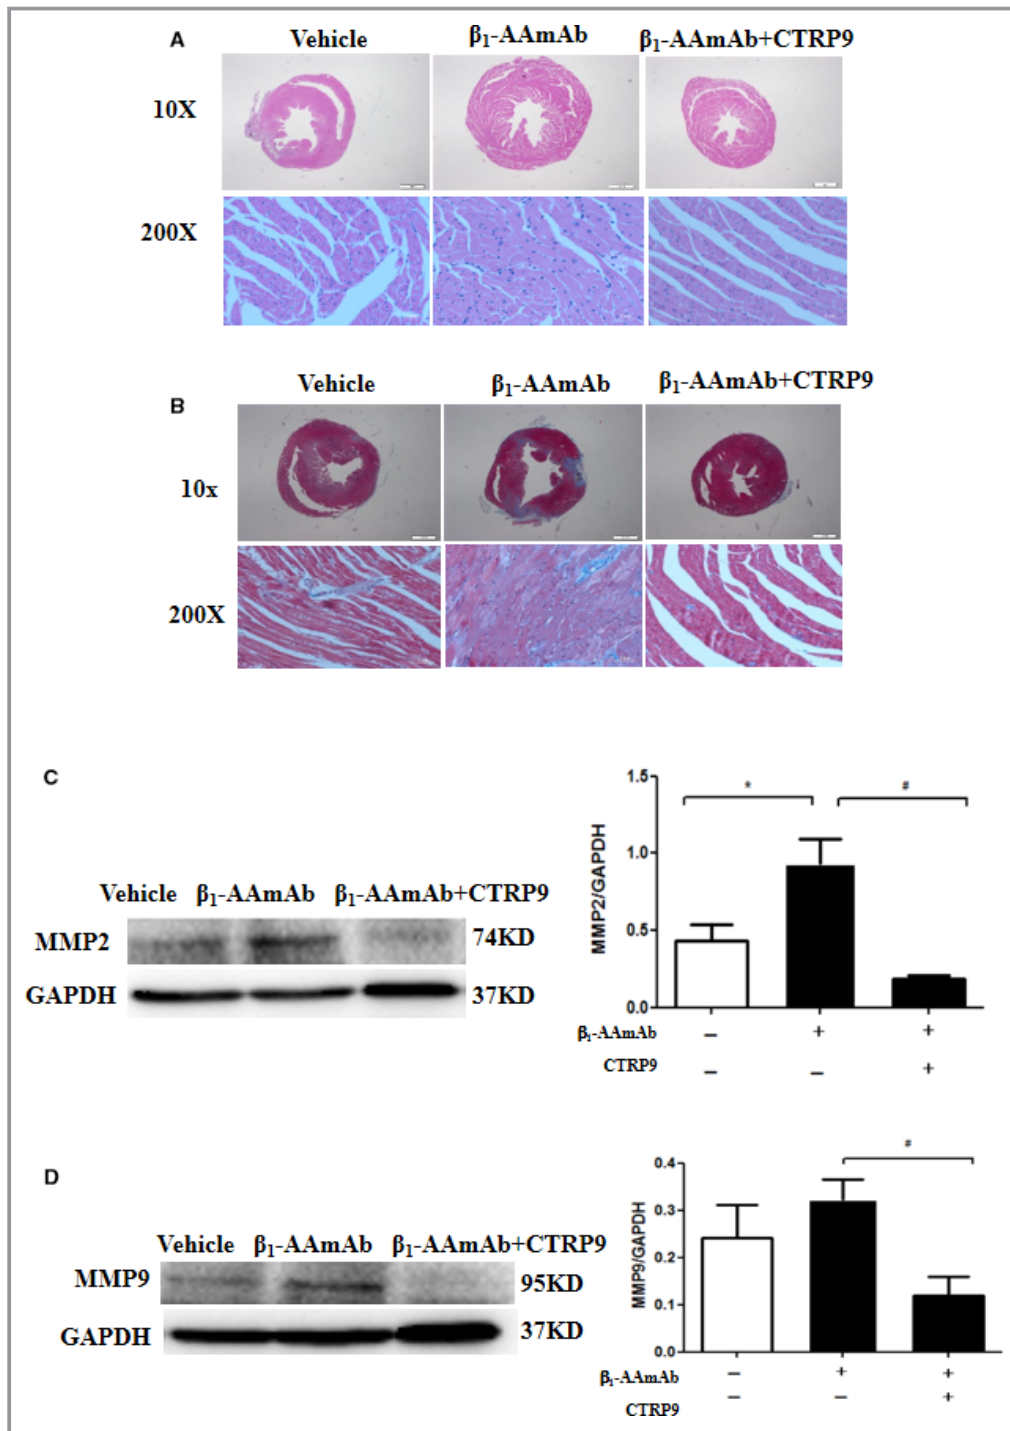 A
Vehicle β₁-AAmAb β₁-AAmAb+CTRP9
10X
200X
B
Vehicle β₁-AAmAb β₁-AAmAb+CTRP9
10x
200X
C
Vehicle β₁-AAmAb β₁-AAmAb+CTRP9
MMP2 74KD
GAPDH 37KD
MMP2/GAPDH
1.5
1.0
0.5
0.0
* #
β₁-AAmAb − + +
CTRP9 − − +
D
Vehicle β₁-AAmAb β₁-AAmAb+CTRP9
MMP9 95KD
GAPDH 37KD
MMP9/GAPDH
0.4
0.3
0.2
0.1
0.0
#
β₁-AAmAb − + +
CTRP9 − − +